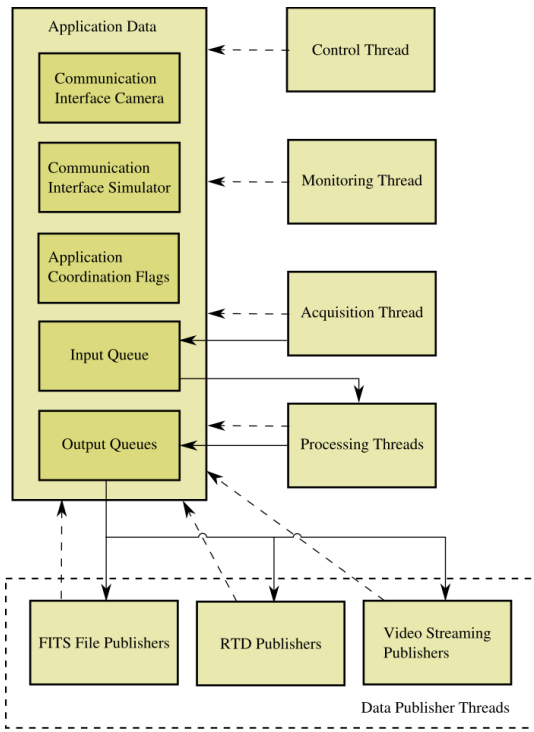 Application Data
Communication
Interface Camera
Communication
Interface Simulator
Application
Coordination Flags
Input Queue
Output Queues
Control Thread
Monitoring Thread
Acquisition Thread
Processing Threads
FITS File Publishers
RTD Publishers
Video Streaming
Publishers
Data Publisher Threads